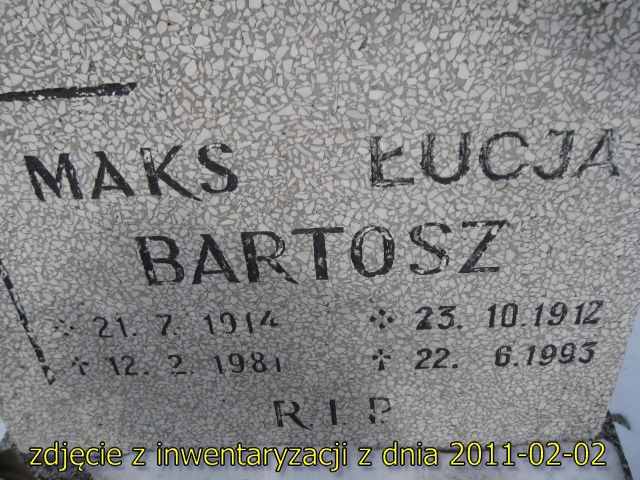 MAKS ŁUCJA
BARTOSZ
21. 7. 1914 23. 10.1912
✝ 12. 2. 1981 ✝ 22. 6.1993
R.I.P
zdjęcie z inwentaryzacji z dnia 2011-02-02